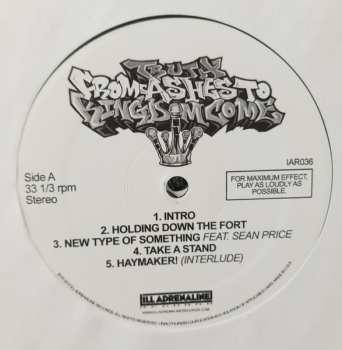 TRUTH
FROM ASHES TO
KINGDOM COME
Side A
33 1/3 rpm
Stereo
IAR036
FOR MAXIMUM EFFECT,
PLAY AS LOUDLY AS
POSSIBLE.
1. INTRO
2. HOLDING DOWN THE FORT
3. NEW TYPE OF SOMETHING FEAT. SEAN PRICE
4. TAKE A STAND
5. HAYMAKER! (INTERLUDE)
ILL ADRENALINE